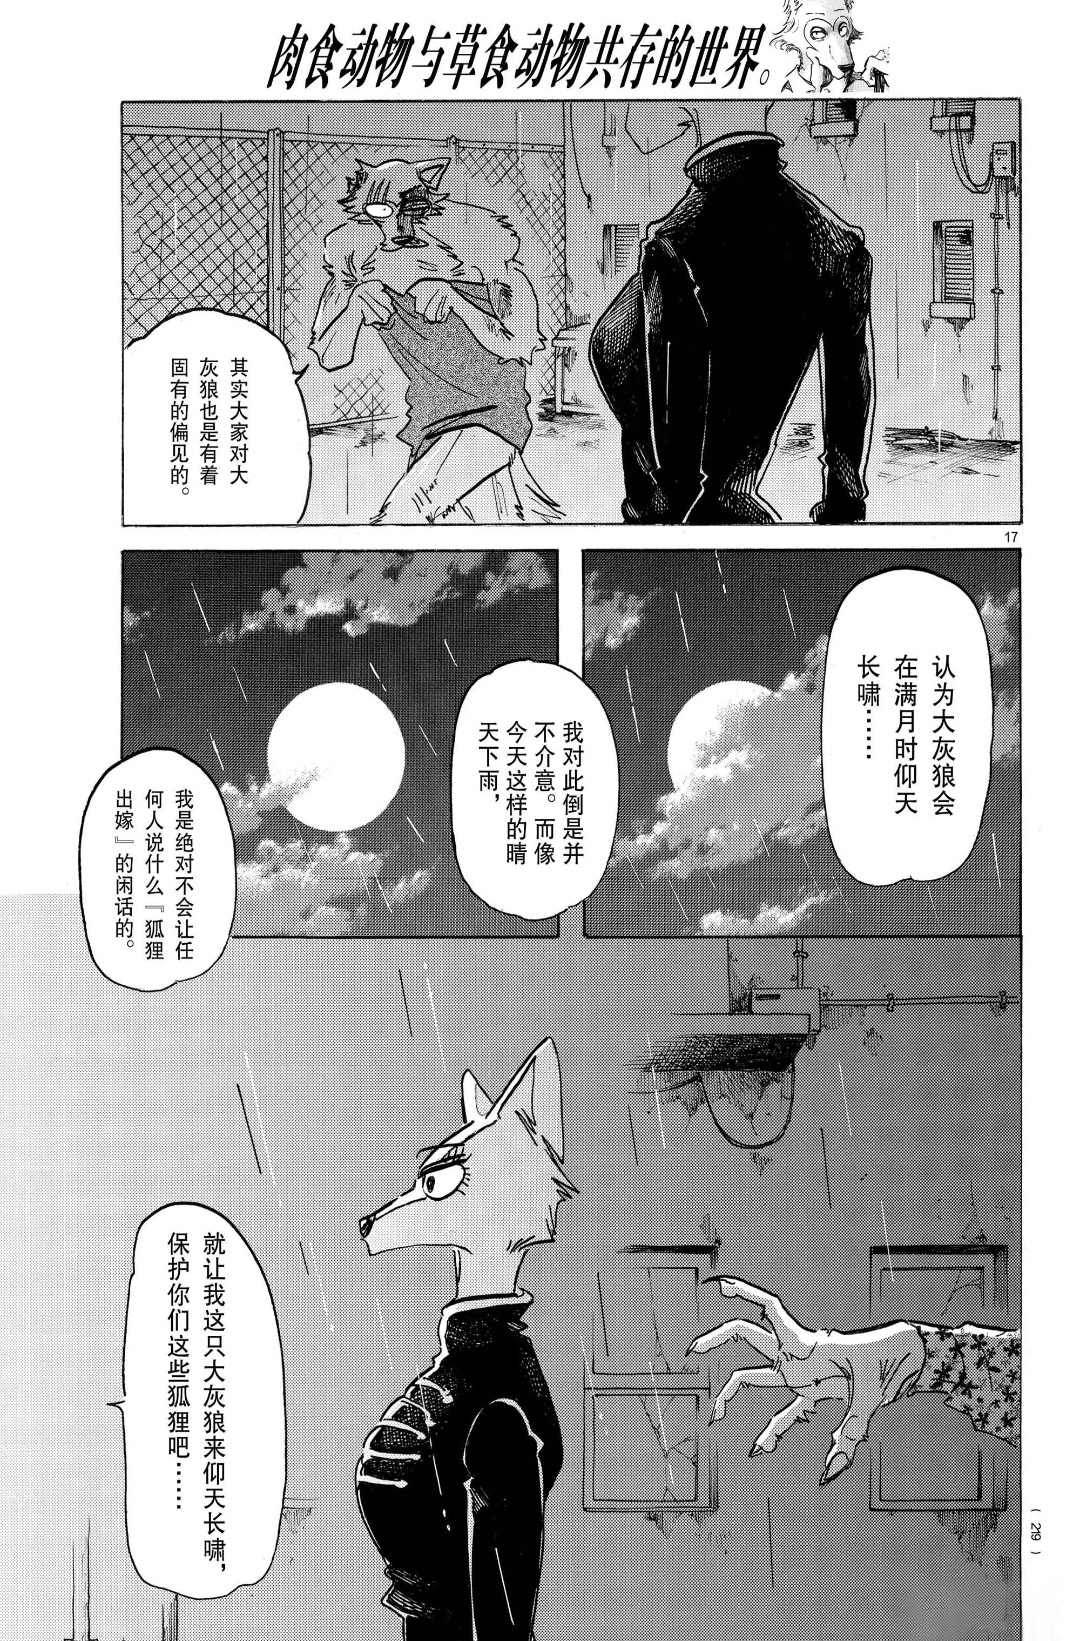 肉食动物与草食动物共存的世界。
其实大家对大
灰狼也是有着
固有的偏见的。
17
认为大灰狼会
在满月时仰天
长啸……
我对此倒是并
不介意。而像
今天这样的晴
天下雨，
我是绝对不会让任
何人说什么『狐狸
出嫁』的闲话的。
就让我这只大灰狼来仰天长啸，
保护你们这些狐狸吧……
(219)